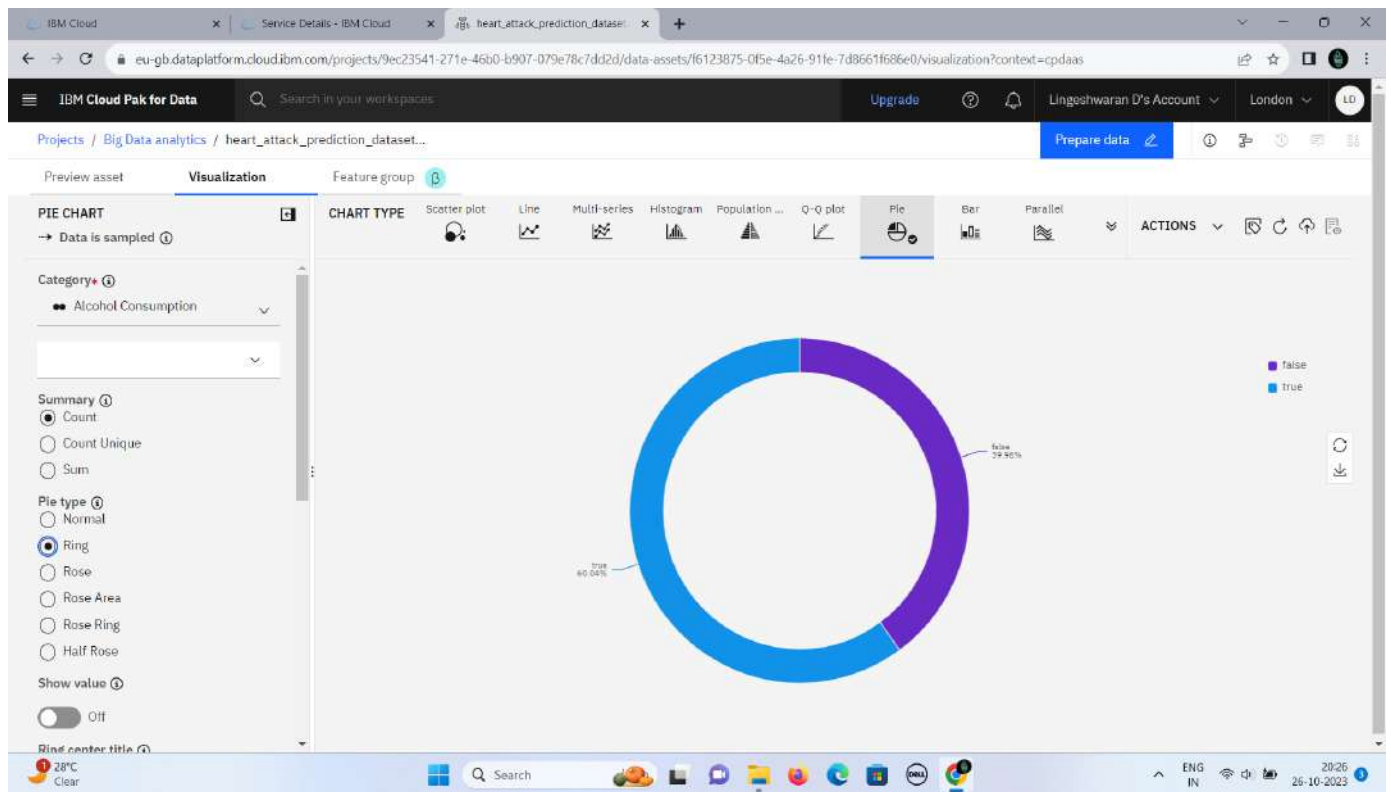 IBM Cloud
Service Details - IBM Cloud
heart_attack_prediction_dataset
eu-gb.dataplatform.cloud.ibm.com/projects/9ec23541-271e-46b0-b907-079e78c7dd2d/data-assets/f6123875-0f5e-4a26-91fe-7d8661f686e0/visualization?context=cpdaas
IBM Cloud Pak for Data
Search in your workspaces
Upgrade
Lingeshwaran D's Account
London
LD
Projects / Big Data analytics / heart_attack_prediction_dataset...
Prepare data
Preview asset
Visualization
Feature group
β
PIE CHART
→ Data is sampled
CHART TYPE
Scatter plot
Line
Multi-series
Histogram
Population ...
Q-Q plot
Pie
Bar
Parallel
ACTIONS
Category*
Alcohol Consumption
Summary
Count
Count Unique
Sum
Pie type
Normal
Ring
Rose
Rose Area
Rose Ring
Half Rose
Show value
Off
Ring center title
false
true
false
39.96%
true
60.04%
1
28°C
Clear
Search
DELL
ENG
IN
20:26
26-10-2023
3